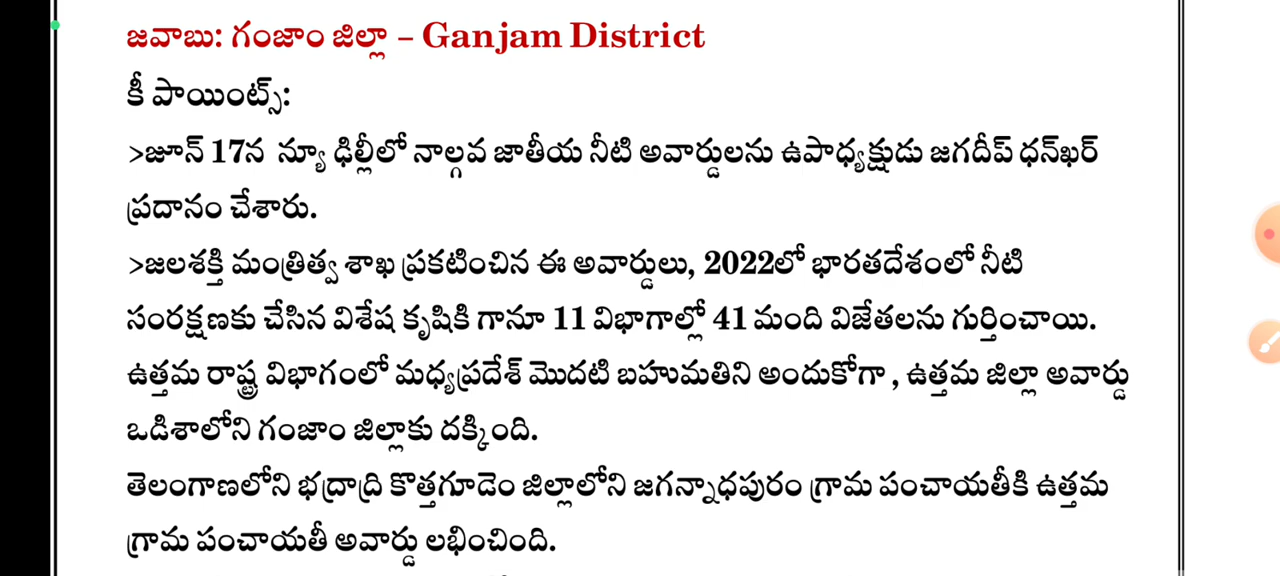 జవాబు: గంజాం జిల్లా – Ganjam District
కీ పాయింట్స్:
>జూన్ 17న న్యూ ఢిల్లీలో నాల్గవ జాతీయ నీటి అవార్డులను ఉపాధ్యక్షుడు జగదీప్ ధన్‌ఖర్
ప్రదానం చేశారు.
>జలశక్తి మంత్రిత్వ శాఖ ప్రకటించిన ఈ అవార్డులు, 2022లో భారతదేశంలో నీటి
సంరక్షణకు చేసిన విశేష కృషికి గానూ 11 విభాగాల్లో 41 మంది విజేతలను గుర్తించాయి.
ఉత్తమ రాష్ట్ర విభాగంలో మధ్యప్రదేశ్ మొదటి బహుమతిని అందుకోగా , ఉత్తమ జిల్లా అవార్డు
ఒడిశాలోని గంజాం జిల్లాకు దక్కింది.
తెలంగాణలోని భద్రాద్రి కొత్తగూడెం జిల్లాలోని జగన్నాధపురం గ్రామ పంచాయతీకి ఉత్తమ
గ్రామ పంచాయతీ అవార్డు లభించింది.